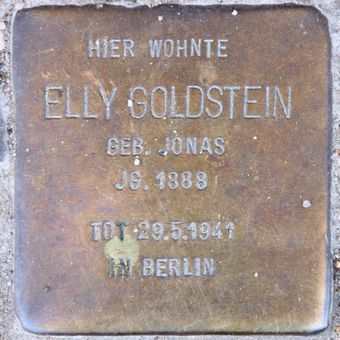 HIER WOHNTE
ELLY GOLDSTEIN
GEB. JONAS
JG. 1888
TOT 29.5.1941
IN BERLIN